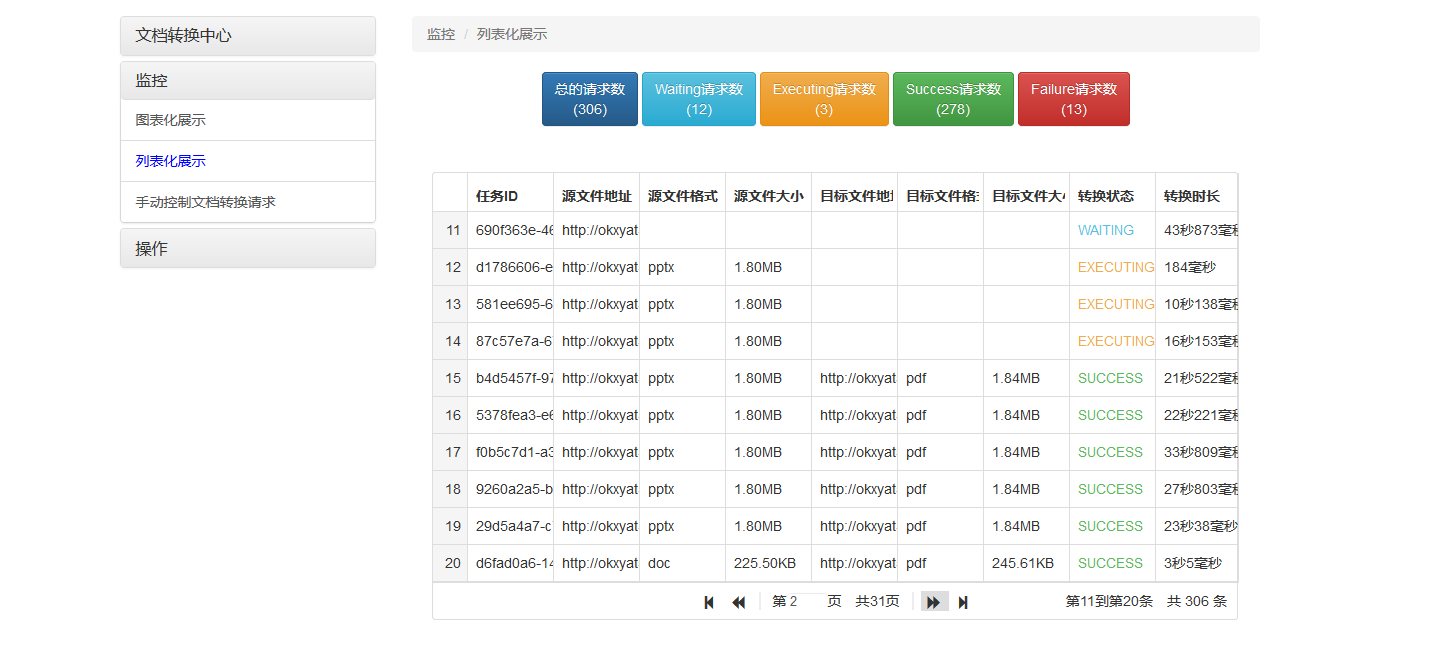 文档转换中心
监控
图表化展示
列表化展示
手动控制文档转换请求
操作
监控 / 列表化展示
总的请求数 (306)
Waiting请求数 (12)
Executing请求数 (3)
Success请求数 (278)
Failure请求数 (13)
任务ID 源文件地址 源文件格式 源文件大小 目标文件地 目标文件格 目标文件大 转换状态 转换时长
11 690f363e-46 http://okxyat WAITING 43秒873毫
12 d1786606-e http://okxyat pptx 1.80MB EXECUTING 184毫秒
13 581ee695-6 http://okxyat pptx 1.80MB EXECUTING 10秒138毫
14 87c57e7a-6 http://okxyat pptx 1.80MB EXECUTING 16秒153毫
15 b4d5457f-97 http://okxyat pptx 1.80MB http://okxyat pdf 1.84MB SUCCESS 21秒522毫
16 5378fea3-e6 http://okxyat pptx 1.80MB http://okxyat pdf 1.84MB SUCCESS 22秒221毫
17 f0b5c7d1-a3 http://okxyat pptx 1.80MB http://okxyat pdf 1.84MB SUCCESS 33秒809毫
18 9260a2a5-b http://okxyat pptx 1.80MB http://okxyat pdf 1.84MB SUCCESS 27秒803毫
19 29d5a4a7-c http://okxyat pptx 1.80MB http://okxyat pdf 1.84MB SUCCESS 23秒38毫秒
20 d6fad0a6-14 http://okxyat doc 225.50KB http://okxyat pdf 245.61KB SUCCESS 3秒5毫秒
第 2 页 共31页 第11到第20条 共 306 条